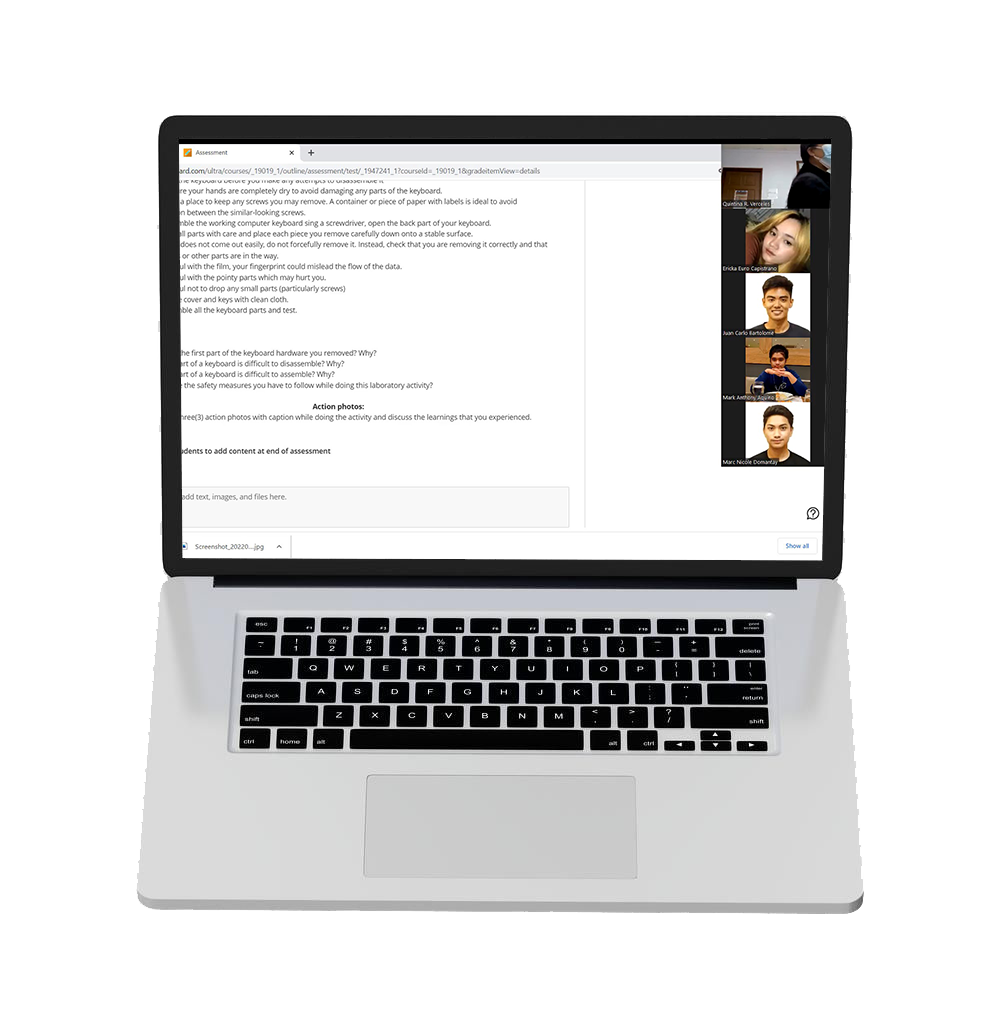 Assessment
ard.com/ultra/courses/_19019_1/outline/assessment/test/_1947241_1?courseId=_19019_1&gradeitemView=details
the keyboard before you make any attempts to disassemble it
re your hands are completely dry to avoid damaging any parts of the keyboard.
a place to keep any screws you may remove. A container or piece of paper with labels is ideal to avoid
on between the similar-looking screws.
mble the working computer keyboard sing a screwdriver, open the back part of your keyboard.
all parts with care and place each piece you remove carefully down onto a stable surface.
does not come out easily, do not forcefully remove it. Instead, check that you are removing it correctly and that
or other parts are in the way.
ul with the film, your fingerprint could mislead the flow of the data.
ul with the pointy parts which may hurt you.
ul not to drop any small parts (particularly screws)
cover and keys with clean cloth.
mble all the keyboard parts and test.
the first part of the keyboard hardware you removed? Why?
art of a keyboard is difficult to disassemble? Why?
art of a keyboard is difficult to assemble? Why?
the safety measures you have to follow while doing this laboratory activity?
Action photos:
hree(3) action photos with caption while doing the activity and discuss the learnings that you experienced.
udents to add content at end of assessment
add text, images, and files here.
Screenshot_20220....jpg
Show all
Quintina R. Verceles
Ericka Euro Capistrano
Juan Carlo Bartolome
Mark Anthony Aquino
Marc Nicole Domantay
esc F1 F2 F3 F4 F5 F6 F7 F8 F9 F10 F11 F12 print screen
~ ! 1 @ 2 # 3 $ 4 % 5 ^ 6 & 7 * 8 ( 9 ) 0 - + = delete
tab Q W E R T Y U I O P { [ } ] | \
caps lock A S D F G H J K L : ; " ' enter return
shift Z X C V B N M < , > . ? / shift
ctrl home alt alt ctrl ◄ ▲ ▼ ►